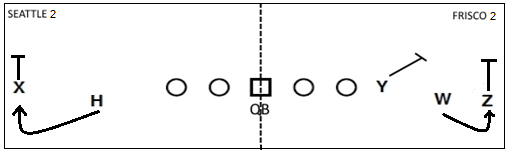 SEATTLE 2 FRISCO 2
X H Y W Z
QB